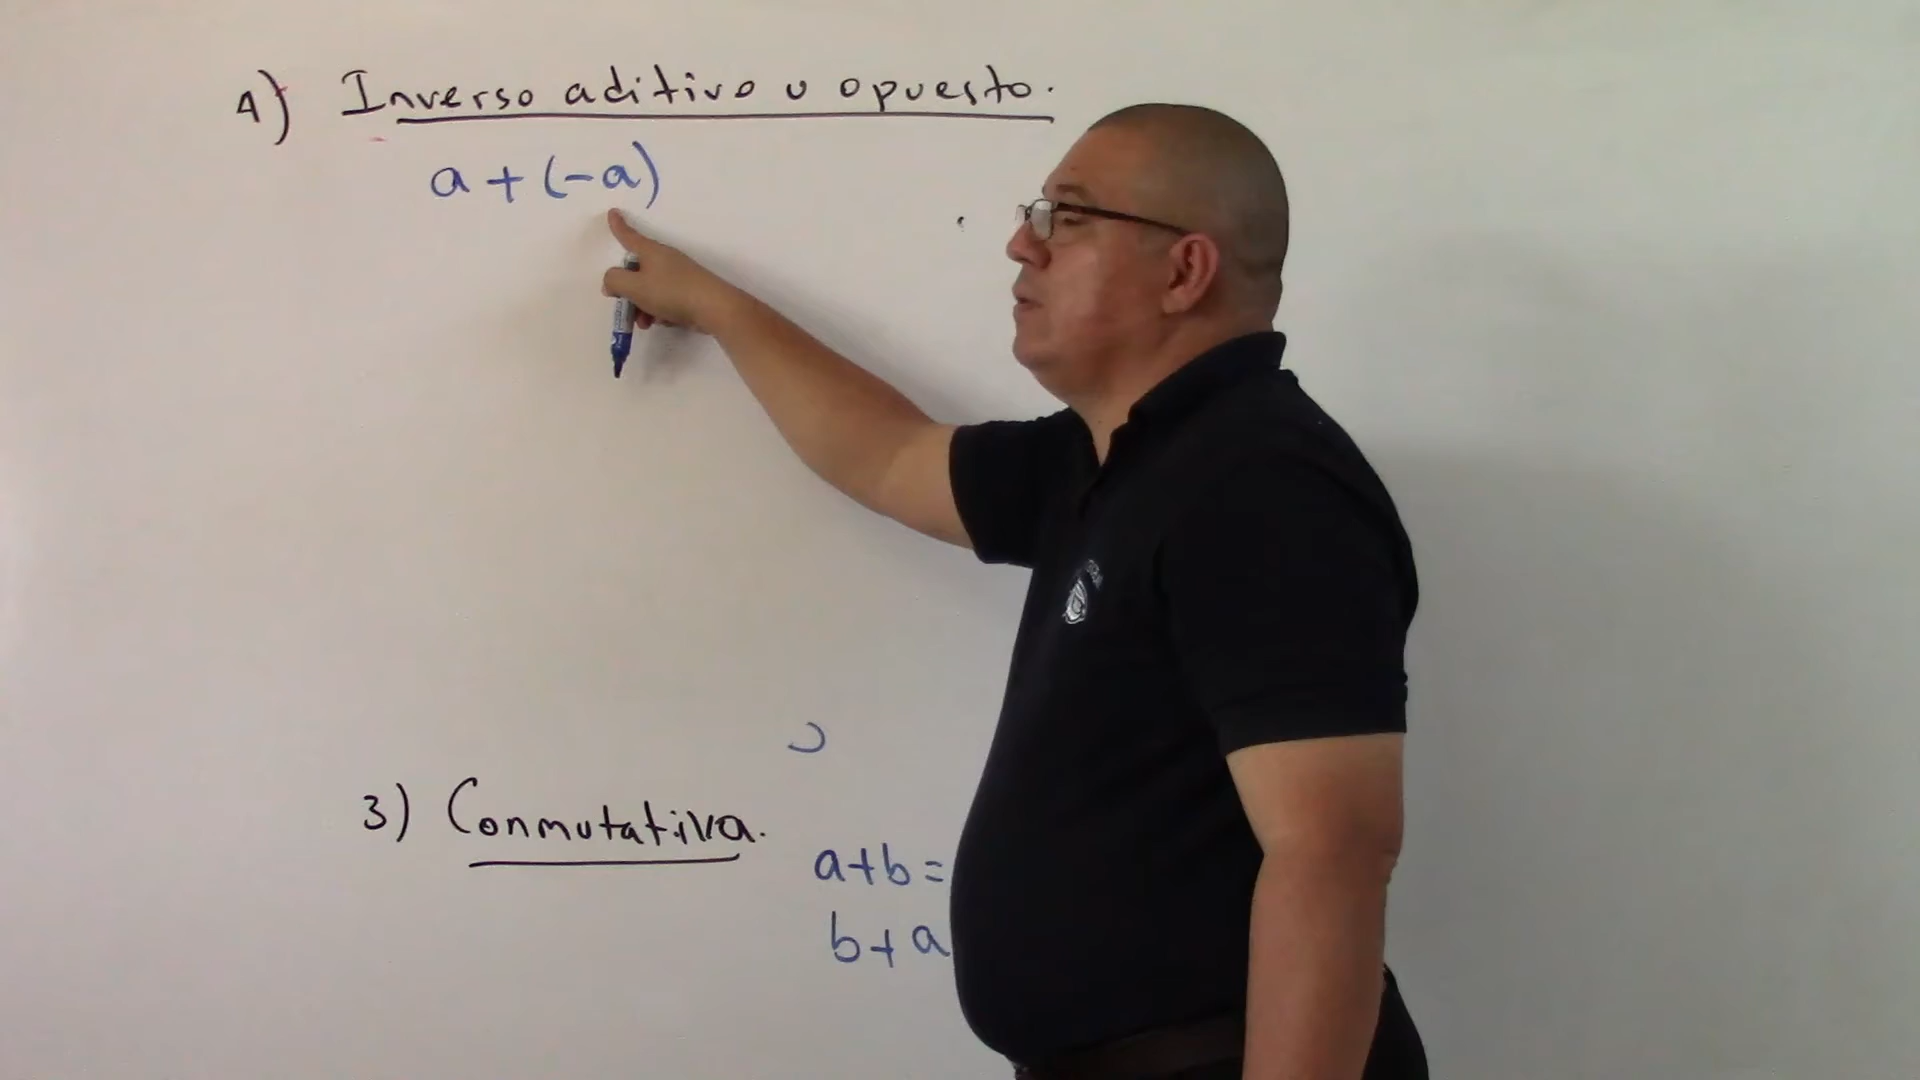 4) Inverso aditivo u opuesto.
a + (-a)
3) Conmutativa.
a+b =
b+a